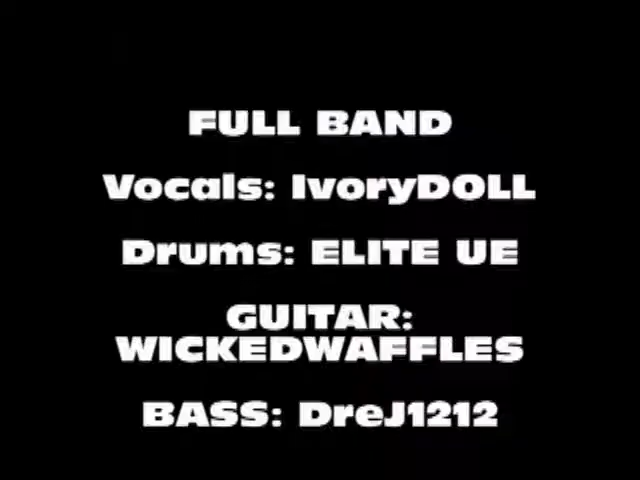 FULL BAND
Vocals: IvoryDOLL
Drums: ELITE UE
GUITAR:
WICKEDWAFFLES
BASS: DreJ1212